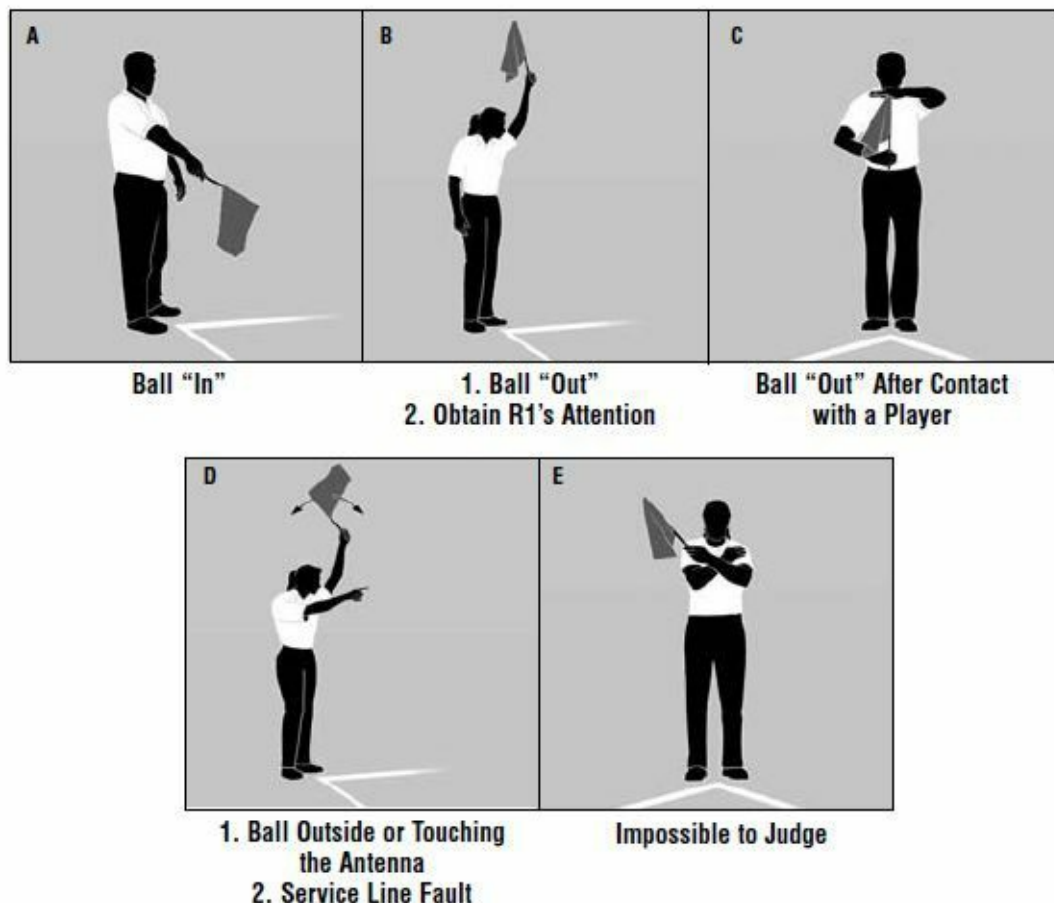 A
B
C
Ball “In”
1. Ball “Out”
2. Obtain R1’s Attention
Ball “Out” After Contact
with a Player
D
E
1. Ball Outside or Touching
the Antenna
2. Service Line Fault
Impossible to Judge